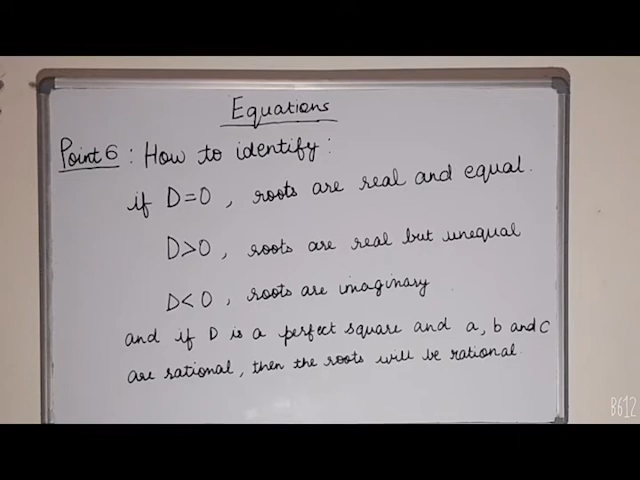 Equations
Point 6 : How to identify :
if D=0 , roots are real and equal.
D>0 , roots are real but unequal
D<0 , roots are imaginary
and if D is a perfect square and a, b and c
are rational, then the roots will be rational.
B612